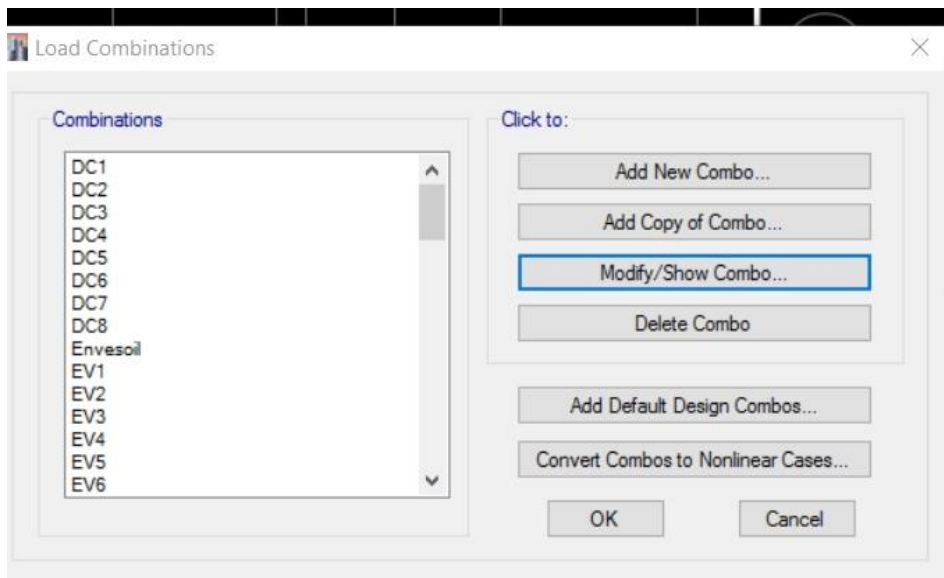 Load Combinations
Combinations
DC1
DC2
DC3
DC4
DC5
DC6
DC7
DC8
Envesoil
EV1
EV2
EV3
EV4
EV5
EV6
Click to:
Add New Combo...
Add Copy of Combo...
Modify/Show Combo...
Delete Combo
Add Default Design Combos...
Convert Combos to Nonlinear Cases...
OK
Cancel